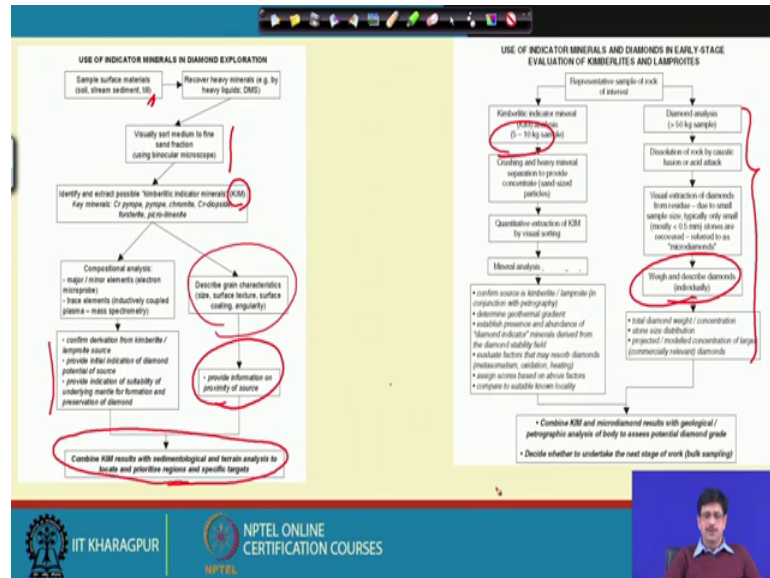 USE OF INDICATOR MINERALS IN DIAMOND EXPLORATION
Sample surface materials
(soil, stream sediment, till)
Recover heavy minerals (e.g. by
heavy liquids; DMS)
Visually sort medium to fine
sand fraction
(using binocular microscope)
Identify and extract possible "kimberlitic indicator minerals" (KIM)
Key minerals: Cr pyrope, pyrope, chromite, Cr-diopside,
forsterite, picro-ilmenite
Compositional analysis:
- major / minor elements (electron
microprobe)
- trace elements (inductively coupled
plasma - mass spectrometry)
Describe grain characteristics
(size, surface texture, surface
coating, angularity)
• confirm derivation from kimberlite /
lamproite source
• provide initial indication of diamond
potential of source
• provide indication of suitability of
underlying mantle for formation and
preservation of diamond
• provide information on
proximity of source
Combine KIM results with sedimentological and terrain analysis to
locate and prioritise regions and specific targets
USE OF INDICATOR MINERALS AND DIAMONDS IN EARLY-STAGE
EVALUATION OF KIMBERLITES AND LAMPROITES
Representative sample of rock
of interest
Kimberlitic indicator mineral
(KIM) analysis
(5 – 10 kg sample)
Crushing and heavy mineral
separation to provide
concentrate (sand-sized
particles)
Quantitative extraction of KIM
by visual sorting
Mineral analysis
• confirm source is kimberlite / lamproite (in
conjunction with petrography)
• determine geothermal gradient
• establish presence and abundance of
"diamond indicator" minerals derived from
the diamond stability field
• evaluate factors that may resorb diamonds
(metasomatism, oxidation, heating)
• assign scores based on above factors
• compare to suitable known locality
Diamond analysis
(> 50 kg sample)
Dissolution of rock by caustic
fusion or acid attack
Visual extraction of diamonds
from residue – due to small
sample size, typically only small
(mostly < 0.5 mm) stones are
recovered – referred to as
"microdiamonds"
Weigh and describe diamonds
(individually)
• total diamond weight / concentration
• stone size distribution
• projected / modelled concentration of larger
(commercially relevant) diamonds
• Combine KIM and microdiamond results with geological /
petrographic analysis of body to assess potential diamond grade
• Decide whether to undertake the next stage of work (bulk sampling)
IIT KHARAGPUR
NPTEL
NPTEL ONLINE
CERTIFICATION COURSES